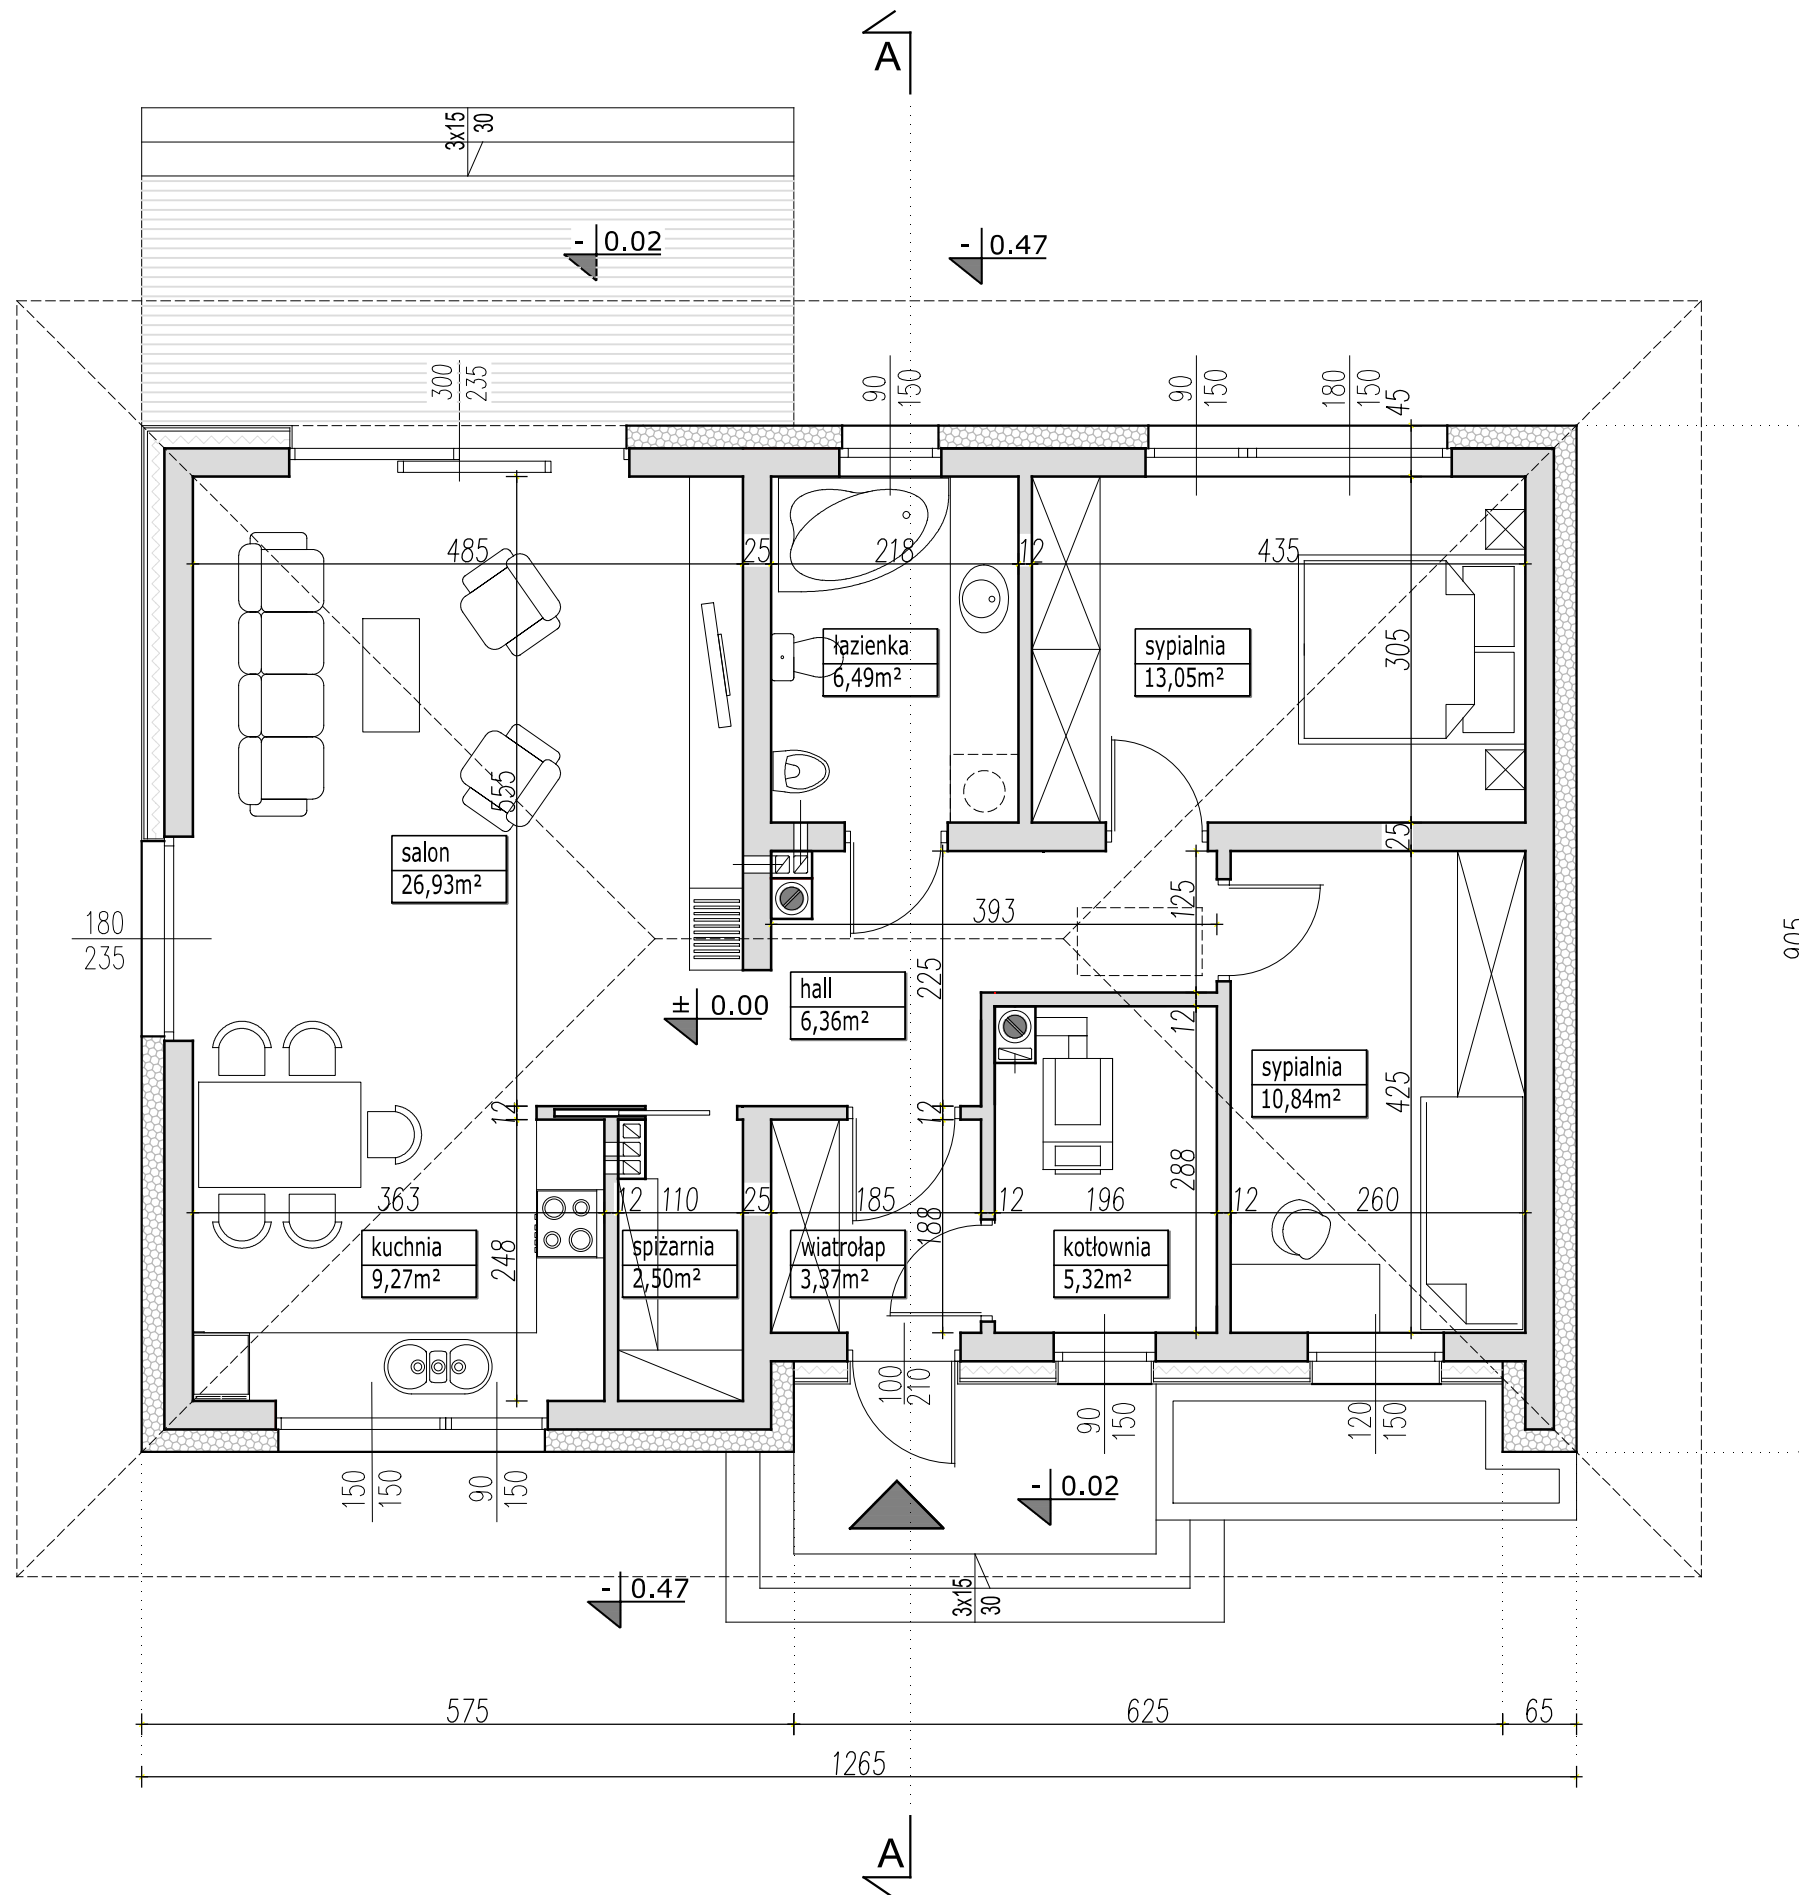 A
3x15
30
- 0.02
- 0.47
300
235
90
150
90
150
180
150
45
485
25
218
12
435
łazienka
6,49m²
sypialnia
13,05m²
305
555
salon
26,93m²
25
180
235
393
125
905
225
hall
6,36m²
± 0.00
12
sypialnia
10,84m²
425
12
12
288
363
12
110
25
185
12
196
12
260
188
kuchnia
9,27m²
248
spiżarnia
2,50m²
wiatrołap
3,37m²
kotłownia
5,32m²
100
210
90
150
120
150
150
150
90
150
- 0.02
- 0.47
3x15
30
575
625
65
1265
A